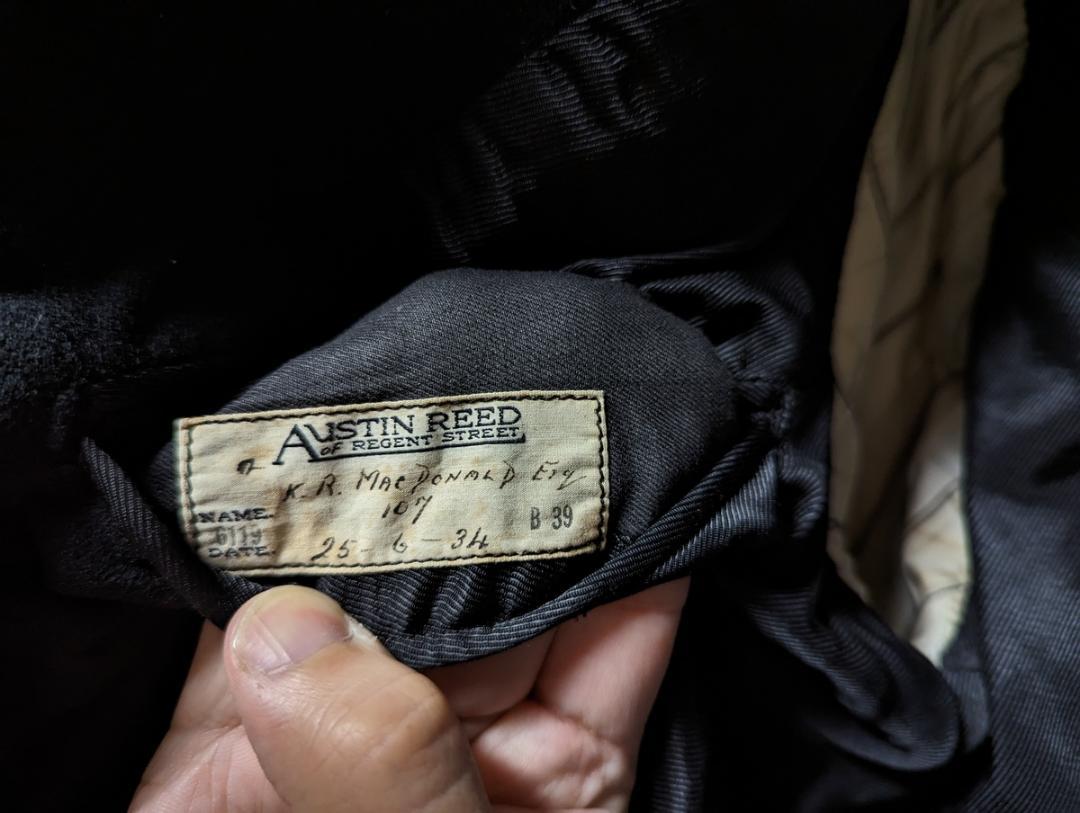 AUSTIN REED
OF REGENT STREET
K. R. MACDONALD Esq
107
NAME.
B 39
6119
DATE. 25-6-34